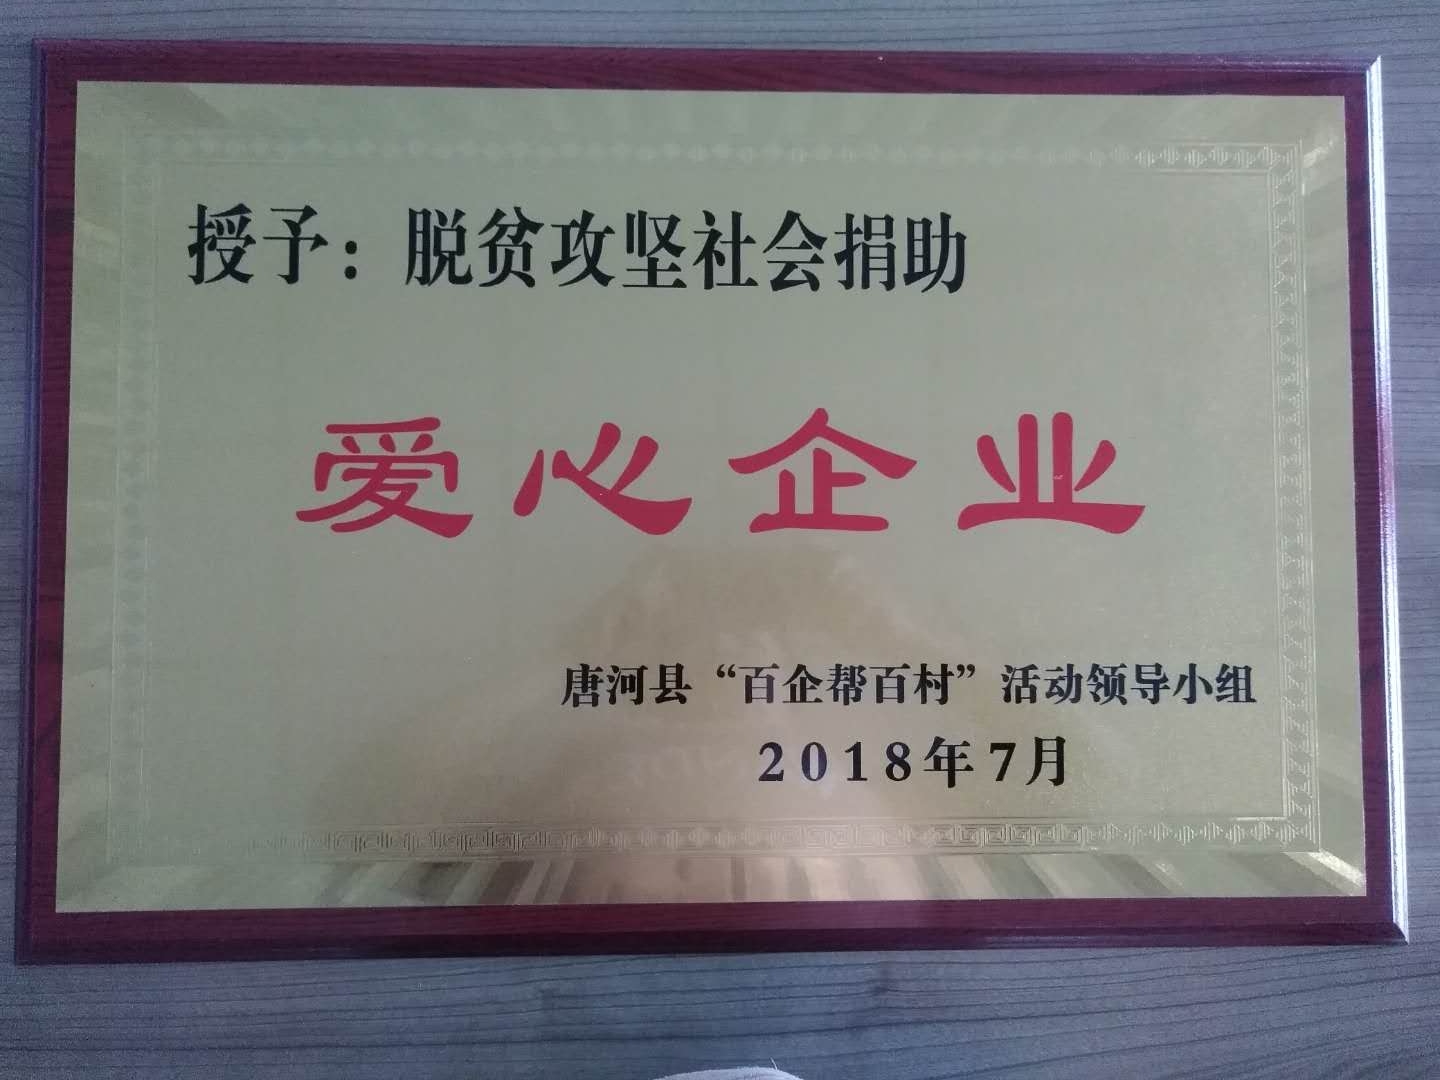 授予：脱贫攻坚社会捐助
爱心企业
唐河县“百企帮百村”活动领导小组
2018年7月